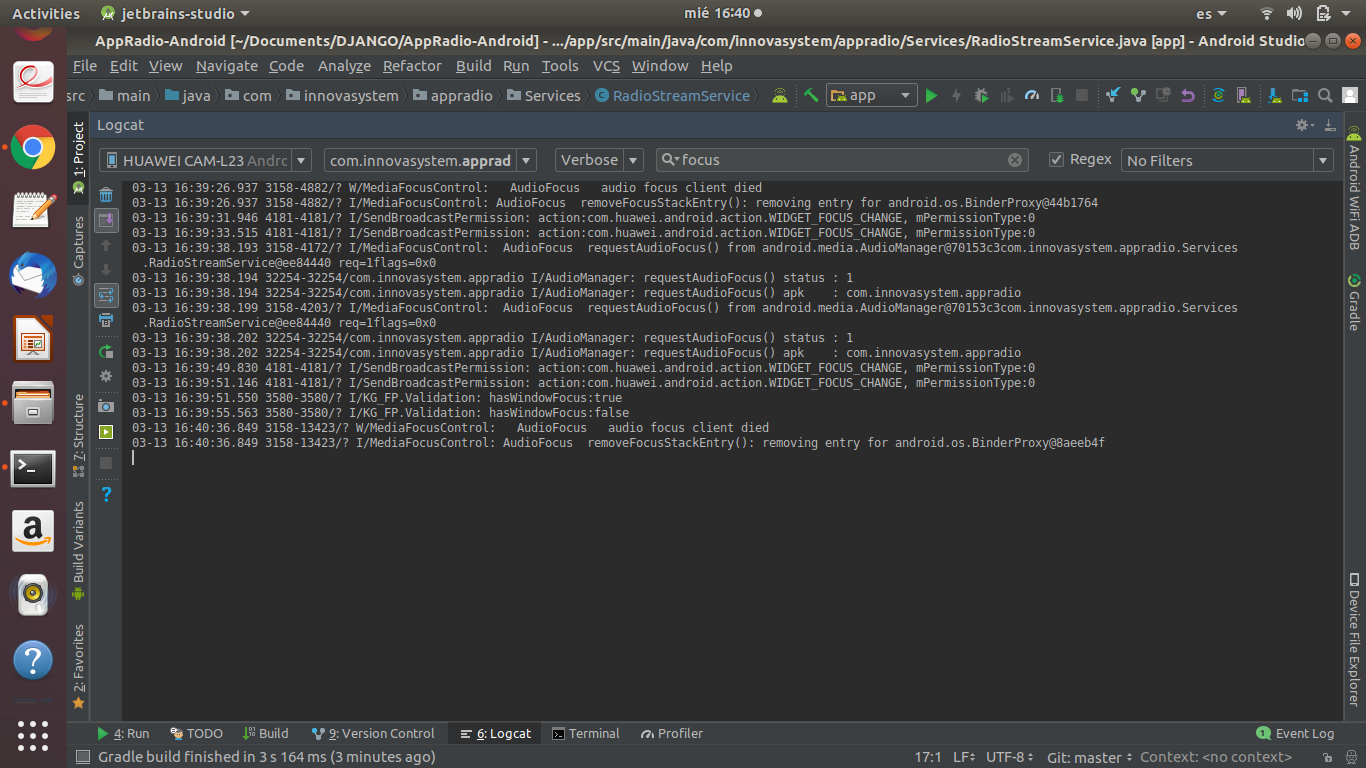 Activities jetbrains-studio mié 16:40 es
AppRadio-Android [~/Documents/DJANGO/AppRadio-Android] - .../app/src/main/java/com/innovasystem/appradio/Services/RadioStreamService.java [app] - Android Studio
File Edit View Navigate Code Analyze Refactor Build Run Tools VCS Window Help
src main java com innovasystem appradio Services RadioStreamService app
Logcat
HUAWEI CAM-L23 Andrc com.innovasystem.apprad Verbose focus Regex No Filters
03-13 16:39:26.937 3158-4882/? W/MediaFocusControl:   AudioFocus   audio focus client died
03-13 16:39:26.937 3158-4882/? I/MediaFocusControl: AudioFocus  removeFocusStackEntry(): removing entry for android.os.BinderProxy@44b1764
03-13 16:39:31.946 4181-4181/? I/SendBroadcastPermission: action:com.huawei.android.action.WIDGET_FOCUS_CHANGE, mPermissionType:0
03-13 16:39:33.515 4181-4181/? I/SendBroadcastPermission: action:com.huawei.android.action.WIDGET_FOCUS_CHANGE, mPermissionType:0
03-13 16:39:38.193 3158-4172/? I/MediaFocusControl:  AudioFocus  requestAudioFocus() from android.media.AudioManager@70153c3com.innovasystem.appradio.Services
.RadioStreamService@ee84440 req=1flags=0x0
03-13 16:39:38.194 32254-32254/com.innovasystem.appradio I/AudioManager: requestAudioFocus() status : 1
03-13 16:39:38.194 32254-32254/com.innovasystem.appradio I/AudioManager: requestAudioFocus() apk    : com.innovasystem.appradio
03-13 16:39:38.199 3158-4203/? I/MediaFocusControl:  AudioFocus  requestAudioFocus() from android.media.AudioManager@70153c3com.innovasystem.appradio.Services
.RadioStreamService@ee84440 req=1flags=0x0
03-13 16:39:38.202 32254-32254/com.innovasystem.appradio I/AudioManager: requestAudioFocus() status : 1
03-13 16:39:38.202 32254-32254/com.innovasystem.appradio I/AudioManager: requestAudioFocus() apk    : com.innovasystem.appradio
03-13 16:39:49.830 4181-4181/? I/SendBroadcastPermission: action:com.huawei.android.action.WIDGET_FOCUS_CHANGE, mPermissionType:0
03-13 16:39:51.146 4181-4181/? I/SendBroadcastPermission: action:com.huawei.android.action.WIDGET_FOCUS_CHANGE, mPermissionType:0
03-13 16:39:51.550 3580-3580/? I/KG_FP.Validation: hasWindowFocus:true
03-13 16:39:55.563 3580-3580/? I/KG_FP.Validation: hasWindowFocus:false
03-13 16:40:36.849 3158-13423/? W/MediaFocusControl:   AudioFocus   audio focus client died
03-13 16:40:36.849 3158-13423/? I/MediaFocusControl: AudioFocus  removeFocusStackEntry(): removing entry for android.os.BinderProxy@8aeeb4f
1: Project
Captures
7: Structure
Build Variants
2: Favorites
Android WiFi ADB
Gradle
Device File Explorer
4: Run TODO Build 9: Version Control 6: Logcat Terminal Profiler 1 Event Log
Gradle build finished in 3 s 164 ms (3 minutes ago) 17:1 LF UTF-8 Git: master Context: <no context>